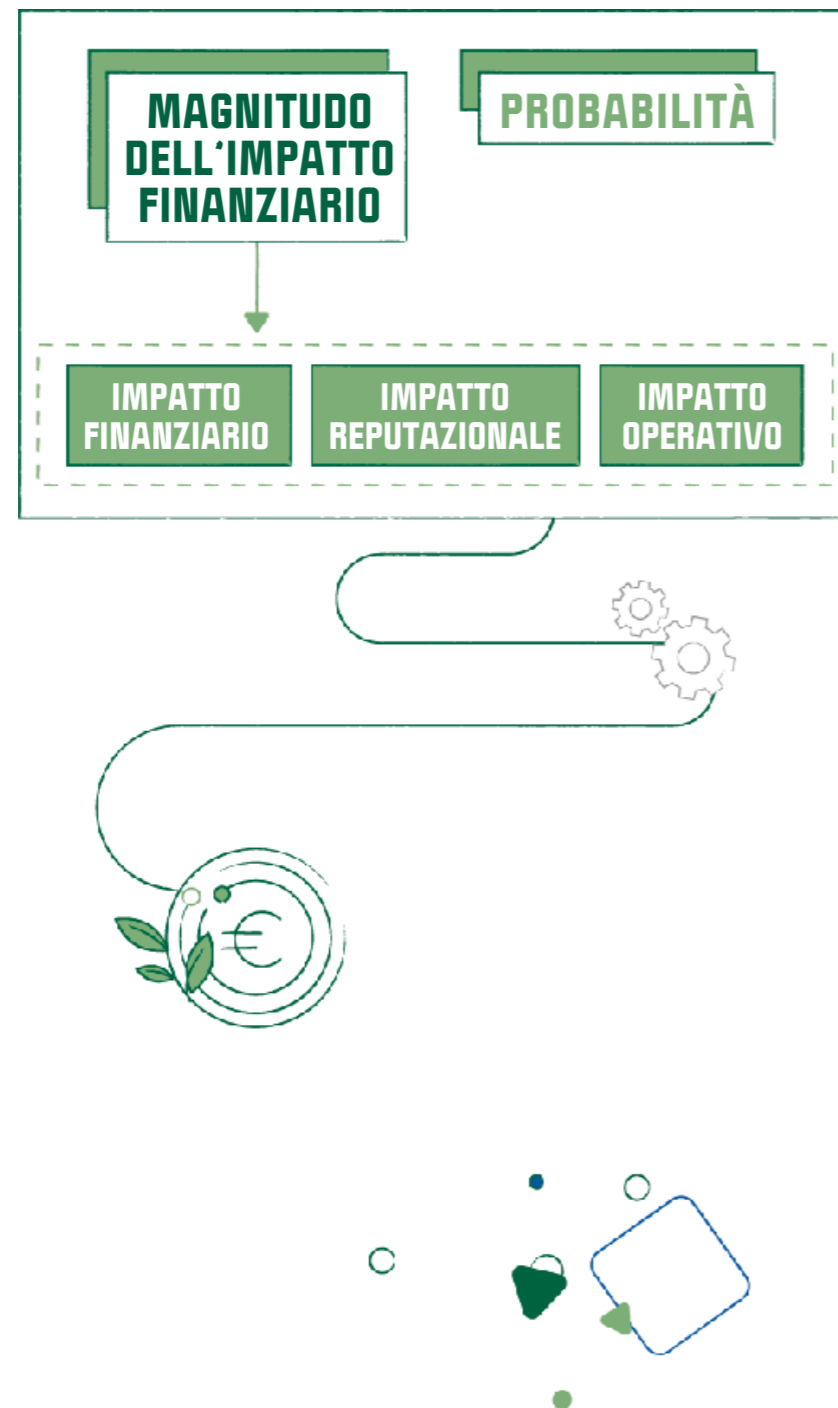 MAGNITUDO
DELL'IMPATTO
FINANZIARIO
PROBABILITÀ
IMPATTO
FINANZIARIO
IMPATTO
REPUTAZIONALE
IMPATTO
OPERATIVO
€